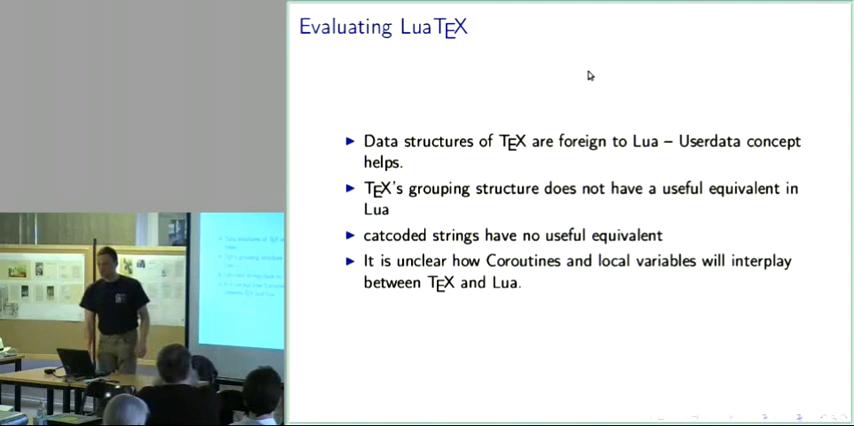 Evaluating LuaTEX
▶ Data structures of TEX are foreign to Lua – Userdata concept
helps.
▶ TEX's grouping structure does not have a useful equivalent in
Lua
▶ catcoded strings have no useful equivalent
▶ It is unclear how Coroutines and local variables will interplay
between TEX and Lua.